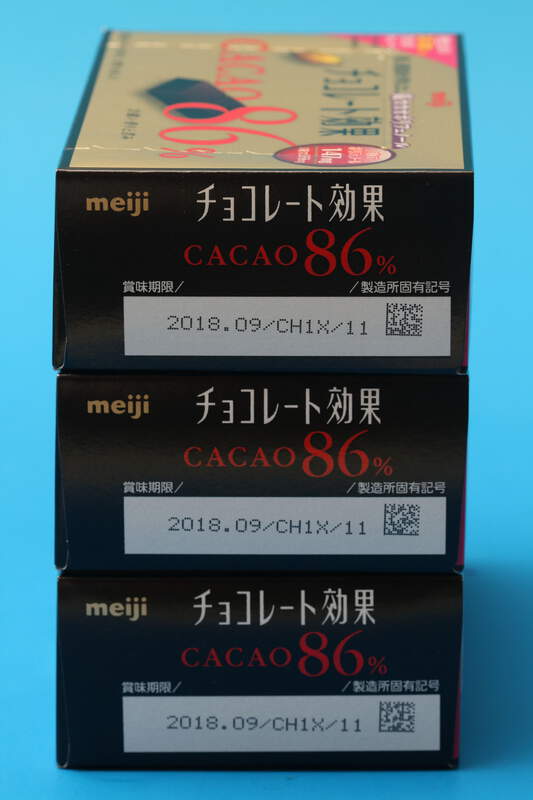 CACAO
86%
チョコレート効果
meiji
meiji
チョコレート効果
CACAO 86%
賞味期限/ /製造所固有記号
2018.09/CH1X/11
meiji
チョコレート効果
CACAO 86%
賞味期限/ /製造所固有記号
2018.09/CH1X/11
meiji
チョコレート効果
CACAO 86%
賞味期限/ /製造所固有記号
2018.09/CH1X/11